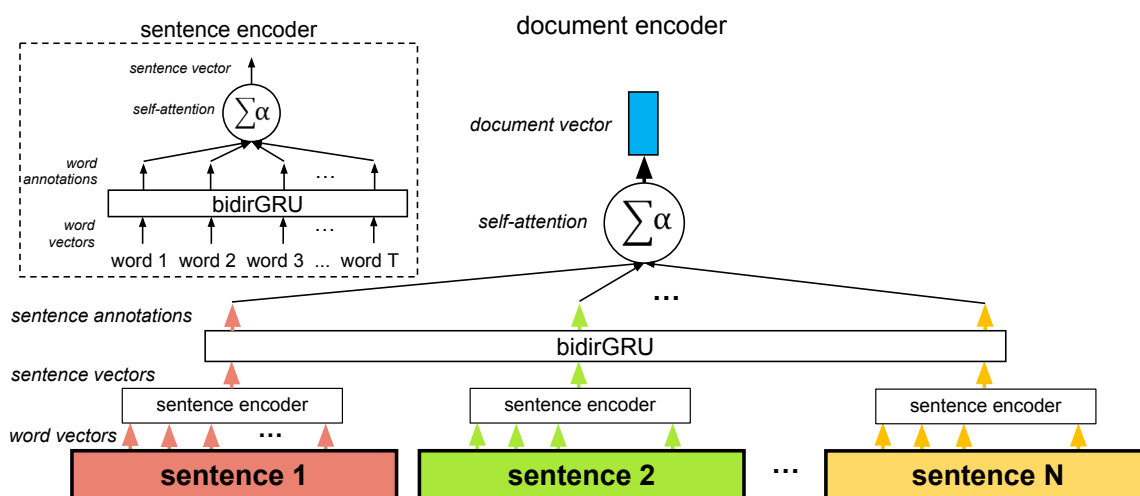 sentence encoder
document encoder
sentence vector
self-attention
∑α
word
annotations
...
bidirGRU
word
vectors
...
word 1 word 2 word 3 ... word T
document vector
self-attention
∑α
...
sentence annotations
bidirGRU
sentence vectors
sentence encoder sentence encoder sentence encoder
word vectors ...
sentence 1 sentence 2 ... sentence N